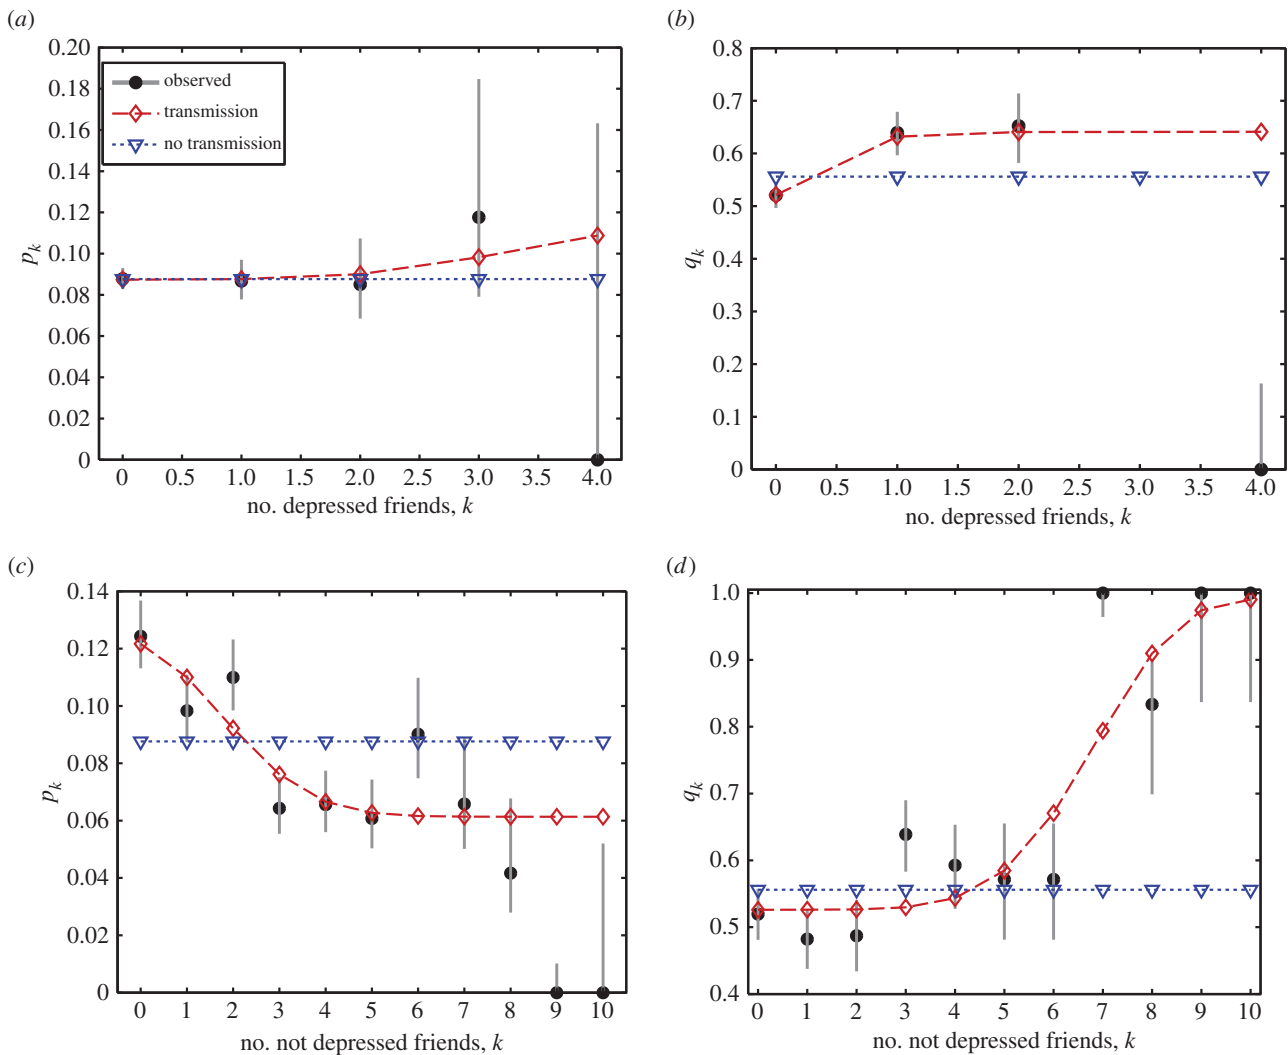 (a)
0.20
0.18
0.16
0.14
0.12
0.10
0.08
0.06
0.04
0.02
0
p_k
observed
transmission
no transmission
0 0.5 1.0 1.5 2.0 2.5 3.0 3.5 4.0
no. depressed friends, k
(b)
0.8
0.7
0.6
0.5
0.4
0.3
0.2
0.1
0
q_k
0 0.5 1.0 1.5 2.0 2.5 3.0 3.5 4.0
no. depressed friends, k
(c)
0.14
0.12
0.10
0.08
0.06
0.04
0.02
0
p_k
0 1 2 3 4 5 6 7 8 9 10
no. not depressed friends, k
(d)
1.0
0.9
0.8
0.7
0.6
0.5
0.4
q_k
0 1 2 3 4 5 6 7 8 9 10
no. not depressed friends, k